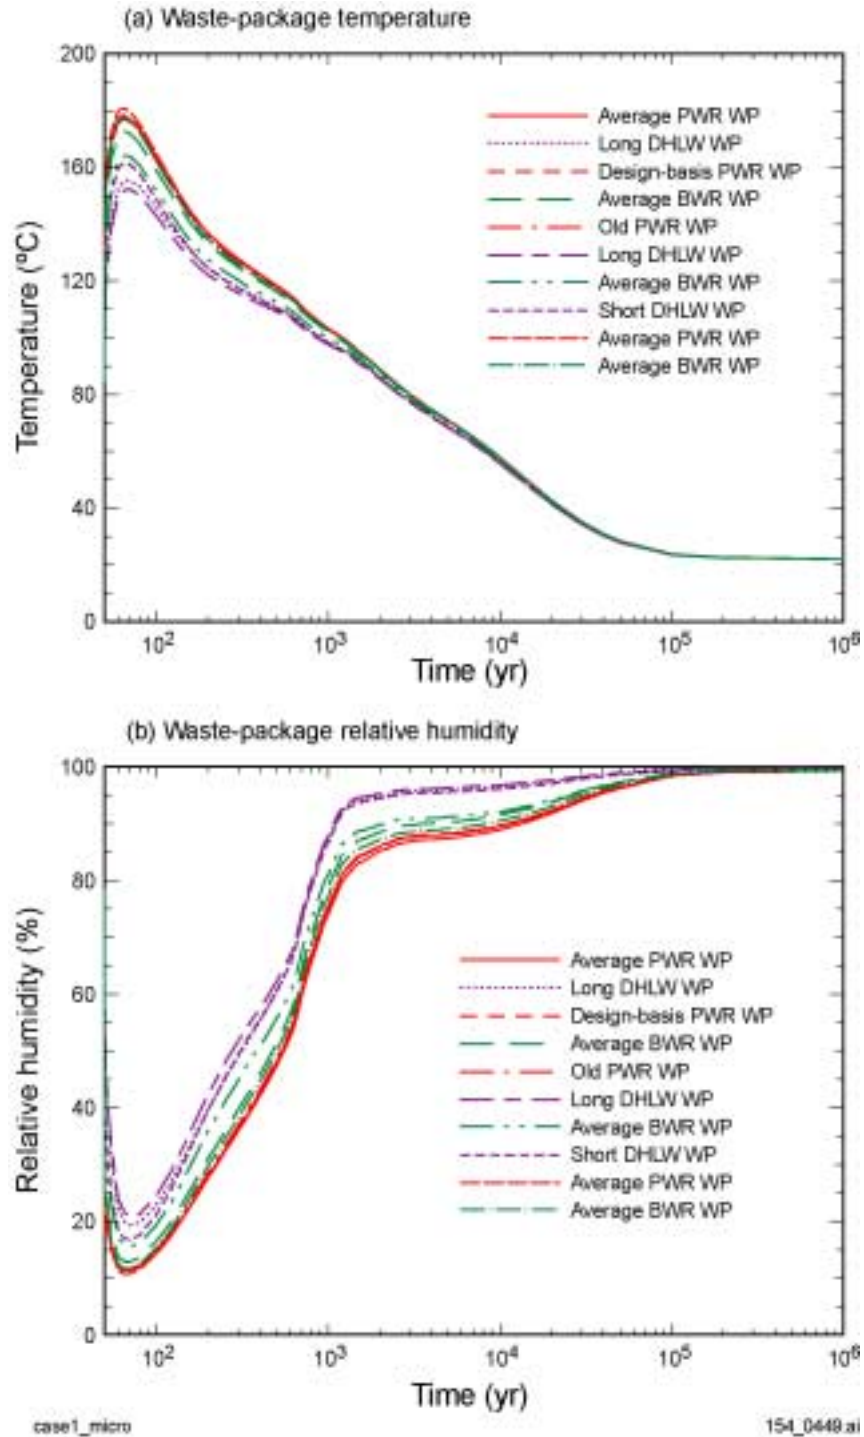 (a) Waste-package temperature
200
160
120
80
40
0
Temperature (ºC)
Average PWR WP
Long DHLW WP
Design-basis PWR WP
Average BWR WP
Old PWR WP
Long DHLW WP
Average BWR WP
Short DHLW WP
Average PWR WP
Average BWR WP
10² 10³ 10⁴ 10⁵ 10⁶
Time (yr)
(b) Waste-package relative humidity
100
80
60
40
20
0
Relative humidity (%)
Average PWR WP
Long DHLW WP
Design-basis PWR WP
Average BWR WP
Old PWR WP
Long DHLW WP
Average BWR WP
Short DHLW WP
Average PWR WP
Average BWR WP
10² 10³ 10⁴ 10⁵ 10⁶
Time (yr)
case1_micro 154_0449.ai